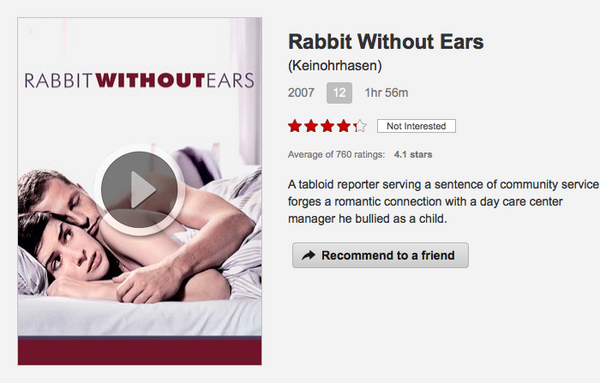 RABBITWITHOUTEARS
Rabbit Without Ears
(Keinohrhasen)
2007 12 1hr 56m
Not Interested
Average of 760 ratings: 4.1 stars
A tabloid reporter serving a sentence of community service
forges a romantic connection with a day care center
manager he bullied as a child.
Recommend to a friend